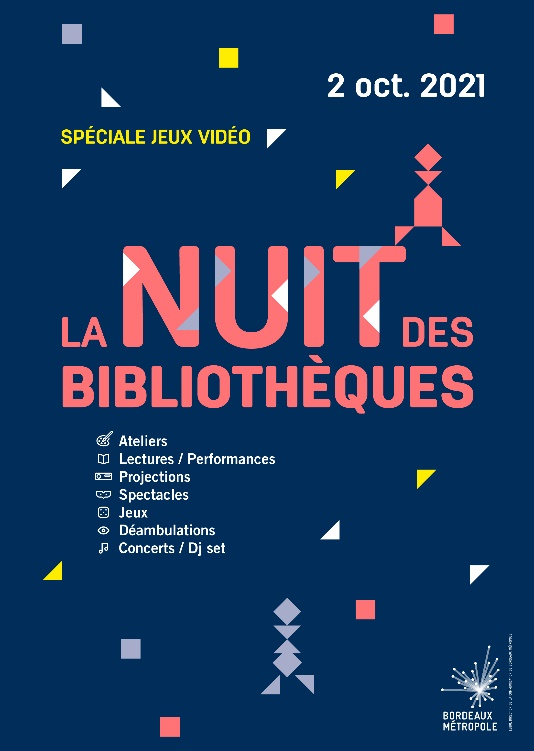 2 oct. 2021
SPÉCIALE JEUX VIDÉO
LA NUIT DES
BIBLIOTHÈQUES
Ateliers
Lectures / Performances
Projections
Spectacles
Jeux
Déambulations
Concerts / Dj set
BORDEAUX
MÉTROPOLE